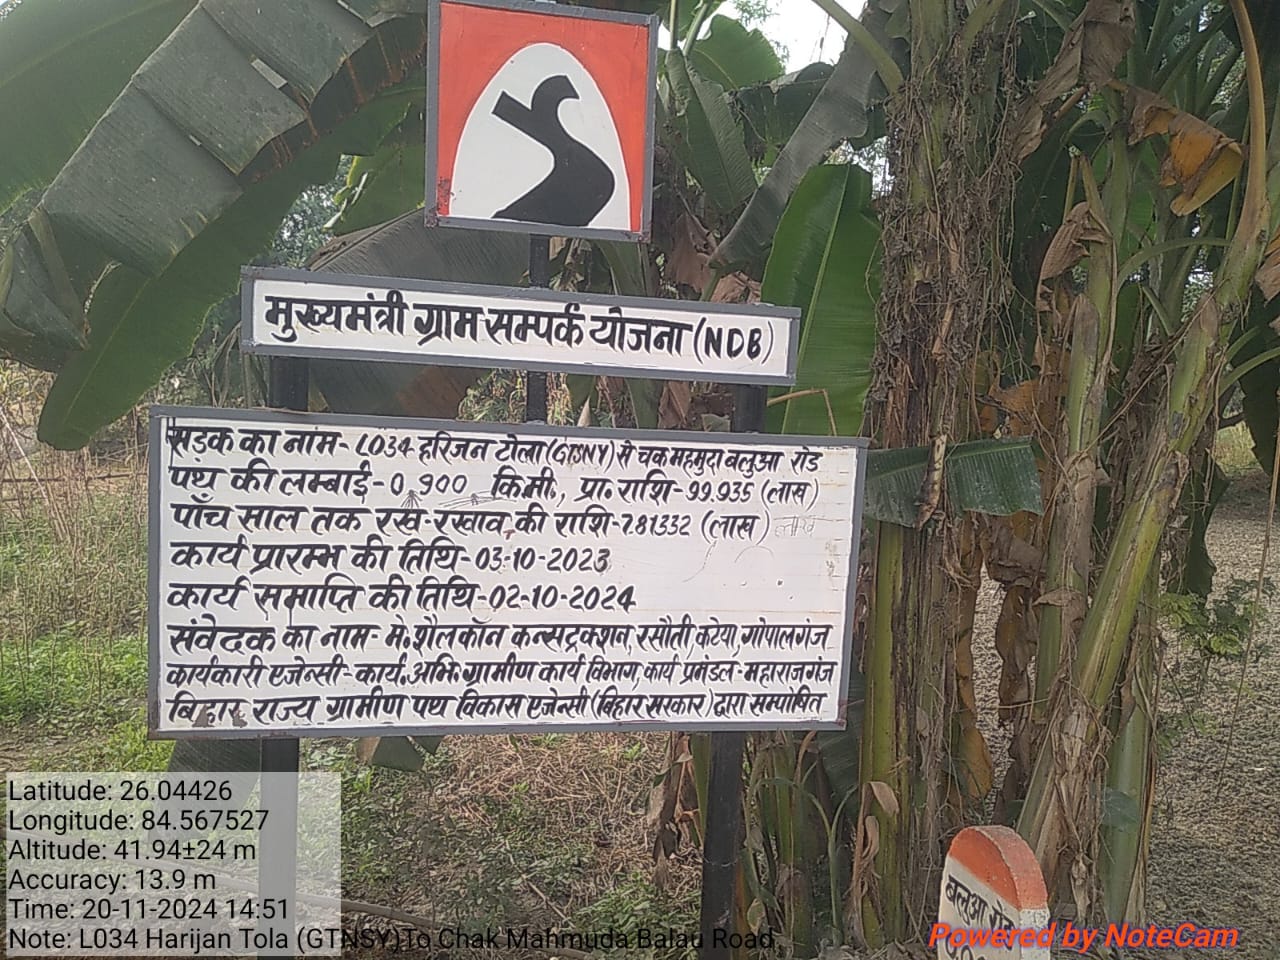 मुख्यमंत्री ग्राम सम्पर्क योजना (NDB)
सड़क का नाम- L034 हरिजन टोला (GTSNY) से चक महमुदा बलुआ रोड
पथ की लम्बाई-0.900 कि.मी., प्रा. राशि-99.935 (लाख)
पाँच साल तक रख-रखाव की राशि-7.81332 (लाख)
कार्य प्रारम्भ की तिथि-03-10-2023
कार्य समाप्ति की तिथि-02-10-2024
संवेदक का नाम- मे. शैलकॉन कन्सट्रक्शन, रसौती, कटेया, गोपालगंज
कार्यकारी एजेन्सी-कार्य. अभि. ग्रामीण कार्य विभाग, कार्य प्रमंडल-महाराजगंज
बिहार राज्य ग्रामीण पथ विकास एजेन्सी (बिहार सरकार) द्वारा सम्पोषित
Latitude: 26.04426
Longitude: 84.567527
Altitude: 41.94±24 m
Accuracy: 13.9 m
Time: 20-11-2024 14:51
Note: L034 Harijan Tola (GTNSY)To Chak Mahmuda Balau Road
बलुआ रोड
Powered by NoteCam